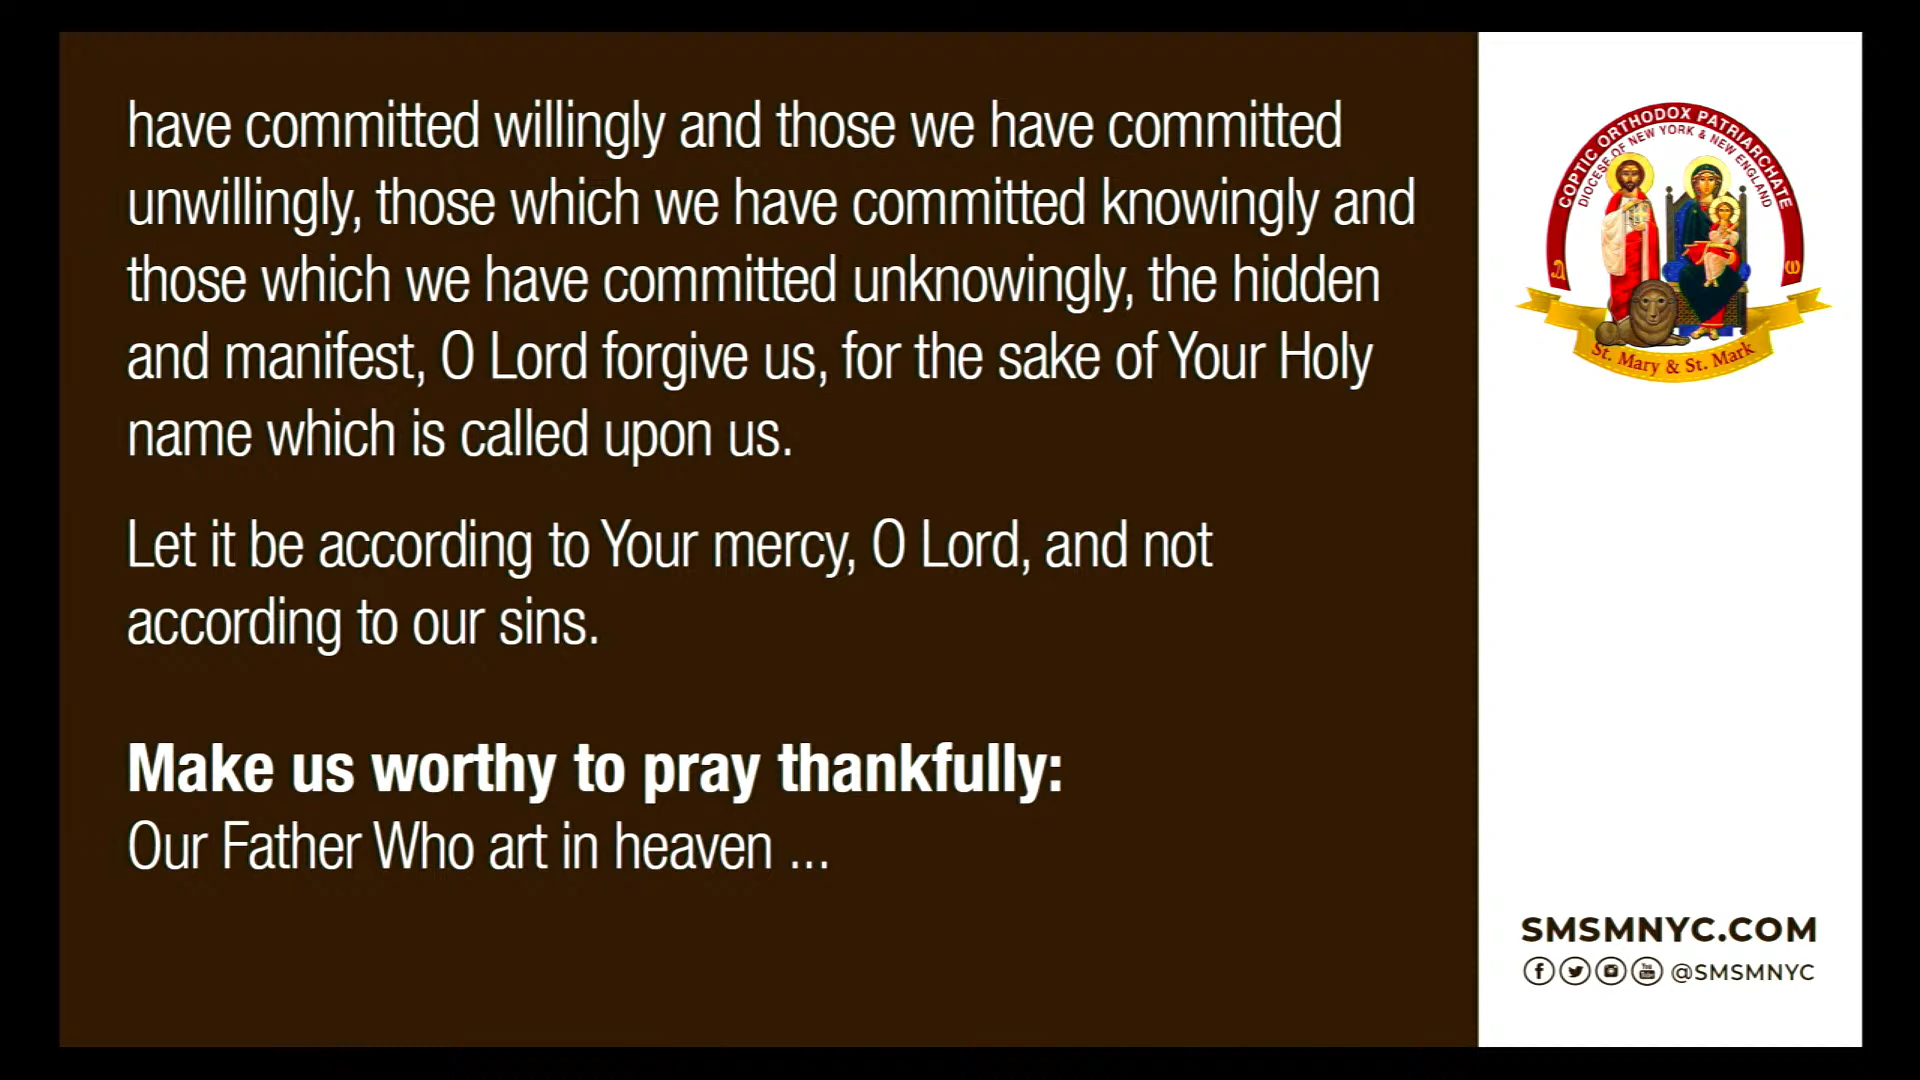 have committed willingly and those we have committed
unwillingly, those which we have committed knowingly and
those which we have committed unknowingly, the hidden
and manifest, O Lord forgive us, for the sake of Your Holy
name which is called upon us.
Let it be according to Your mercy, O Lord, and not
according to our sins.
Make us worthy to pray thankfully:
Our Father Who art in heaven ...
COPTIC ORTHODOX PATRIARCHATE
DIOCESE OF NEW YORK & NEW ENGLAND
St. Mary & St. Mark
SMSMNYC.COM
@SMSMNYC